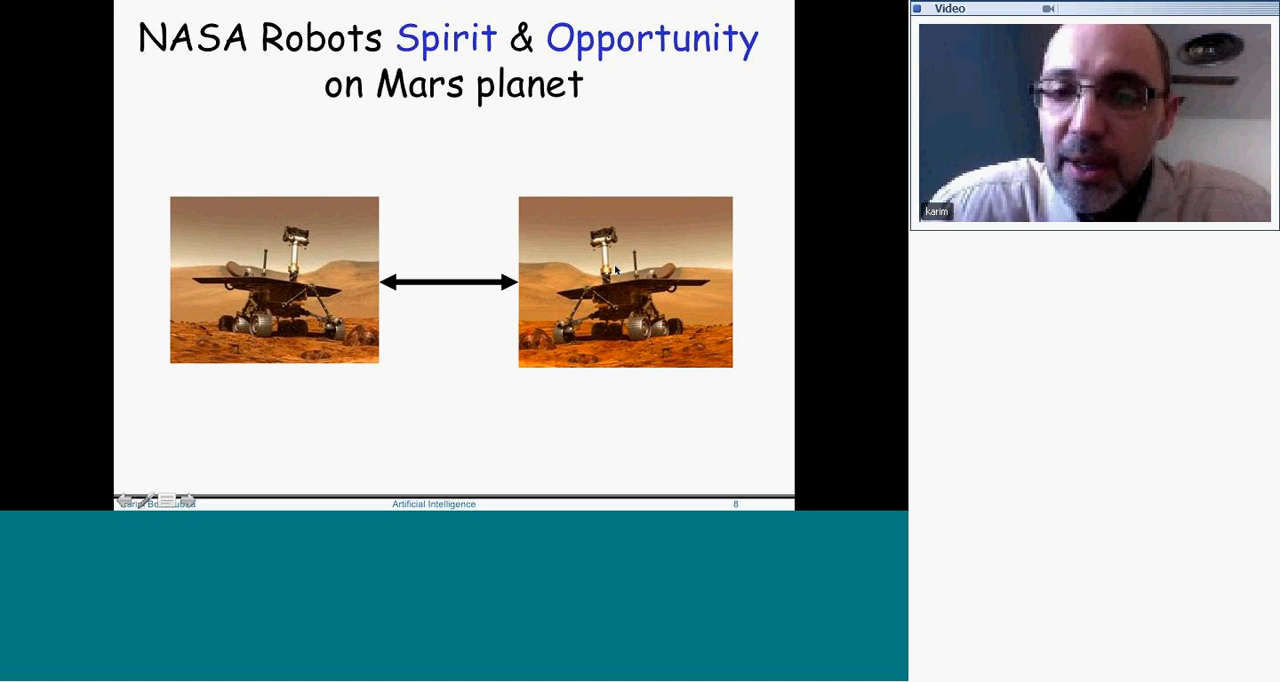 NASA Robots Spirit & Opportunity
on Mars planet
Artificial Intelligence
8
Video
karim